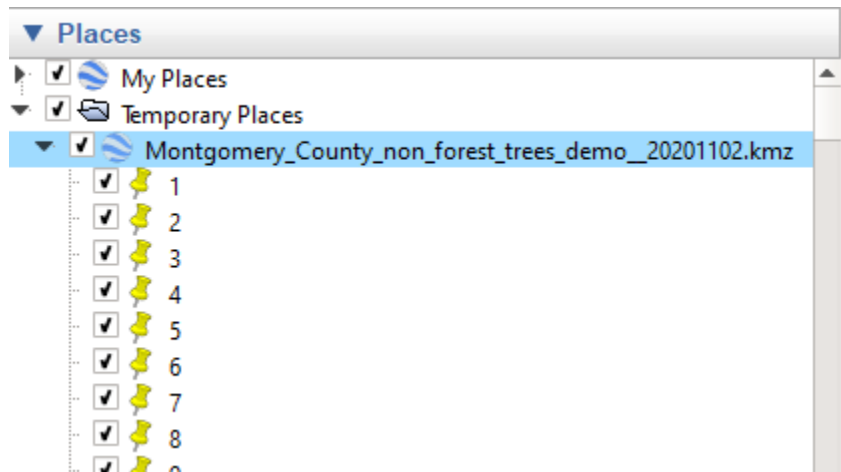 Places
My Places
Temporary Places
Montgomery_County_non_forest_trees_demo__20201102.kmz
1
2
3
4
5
6
7
8